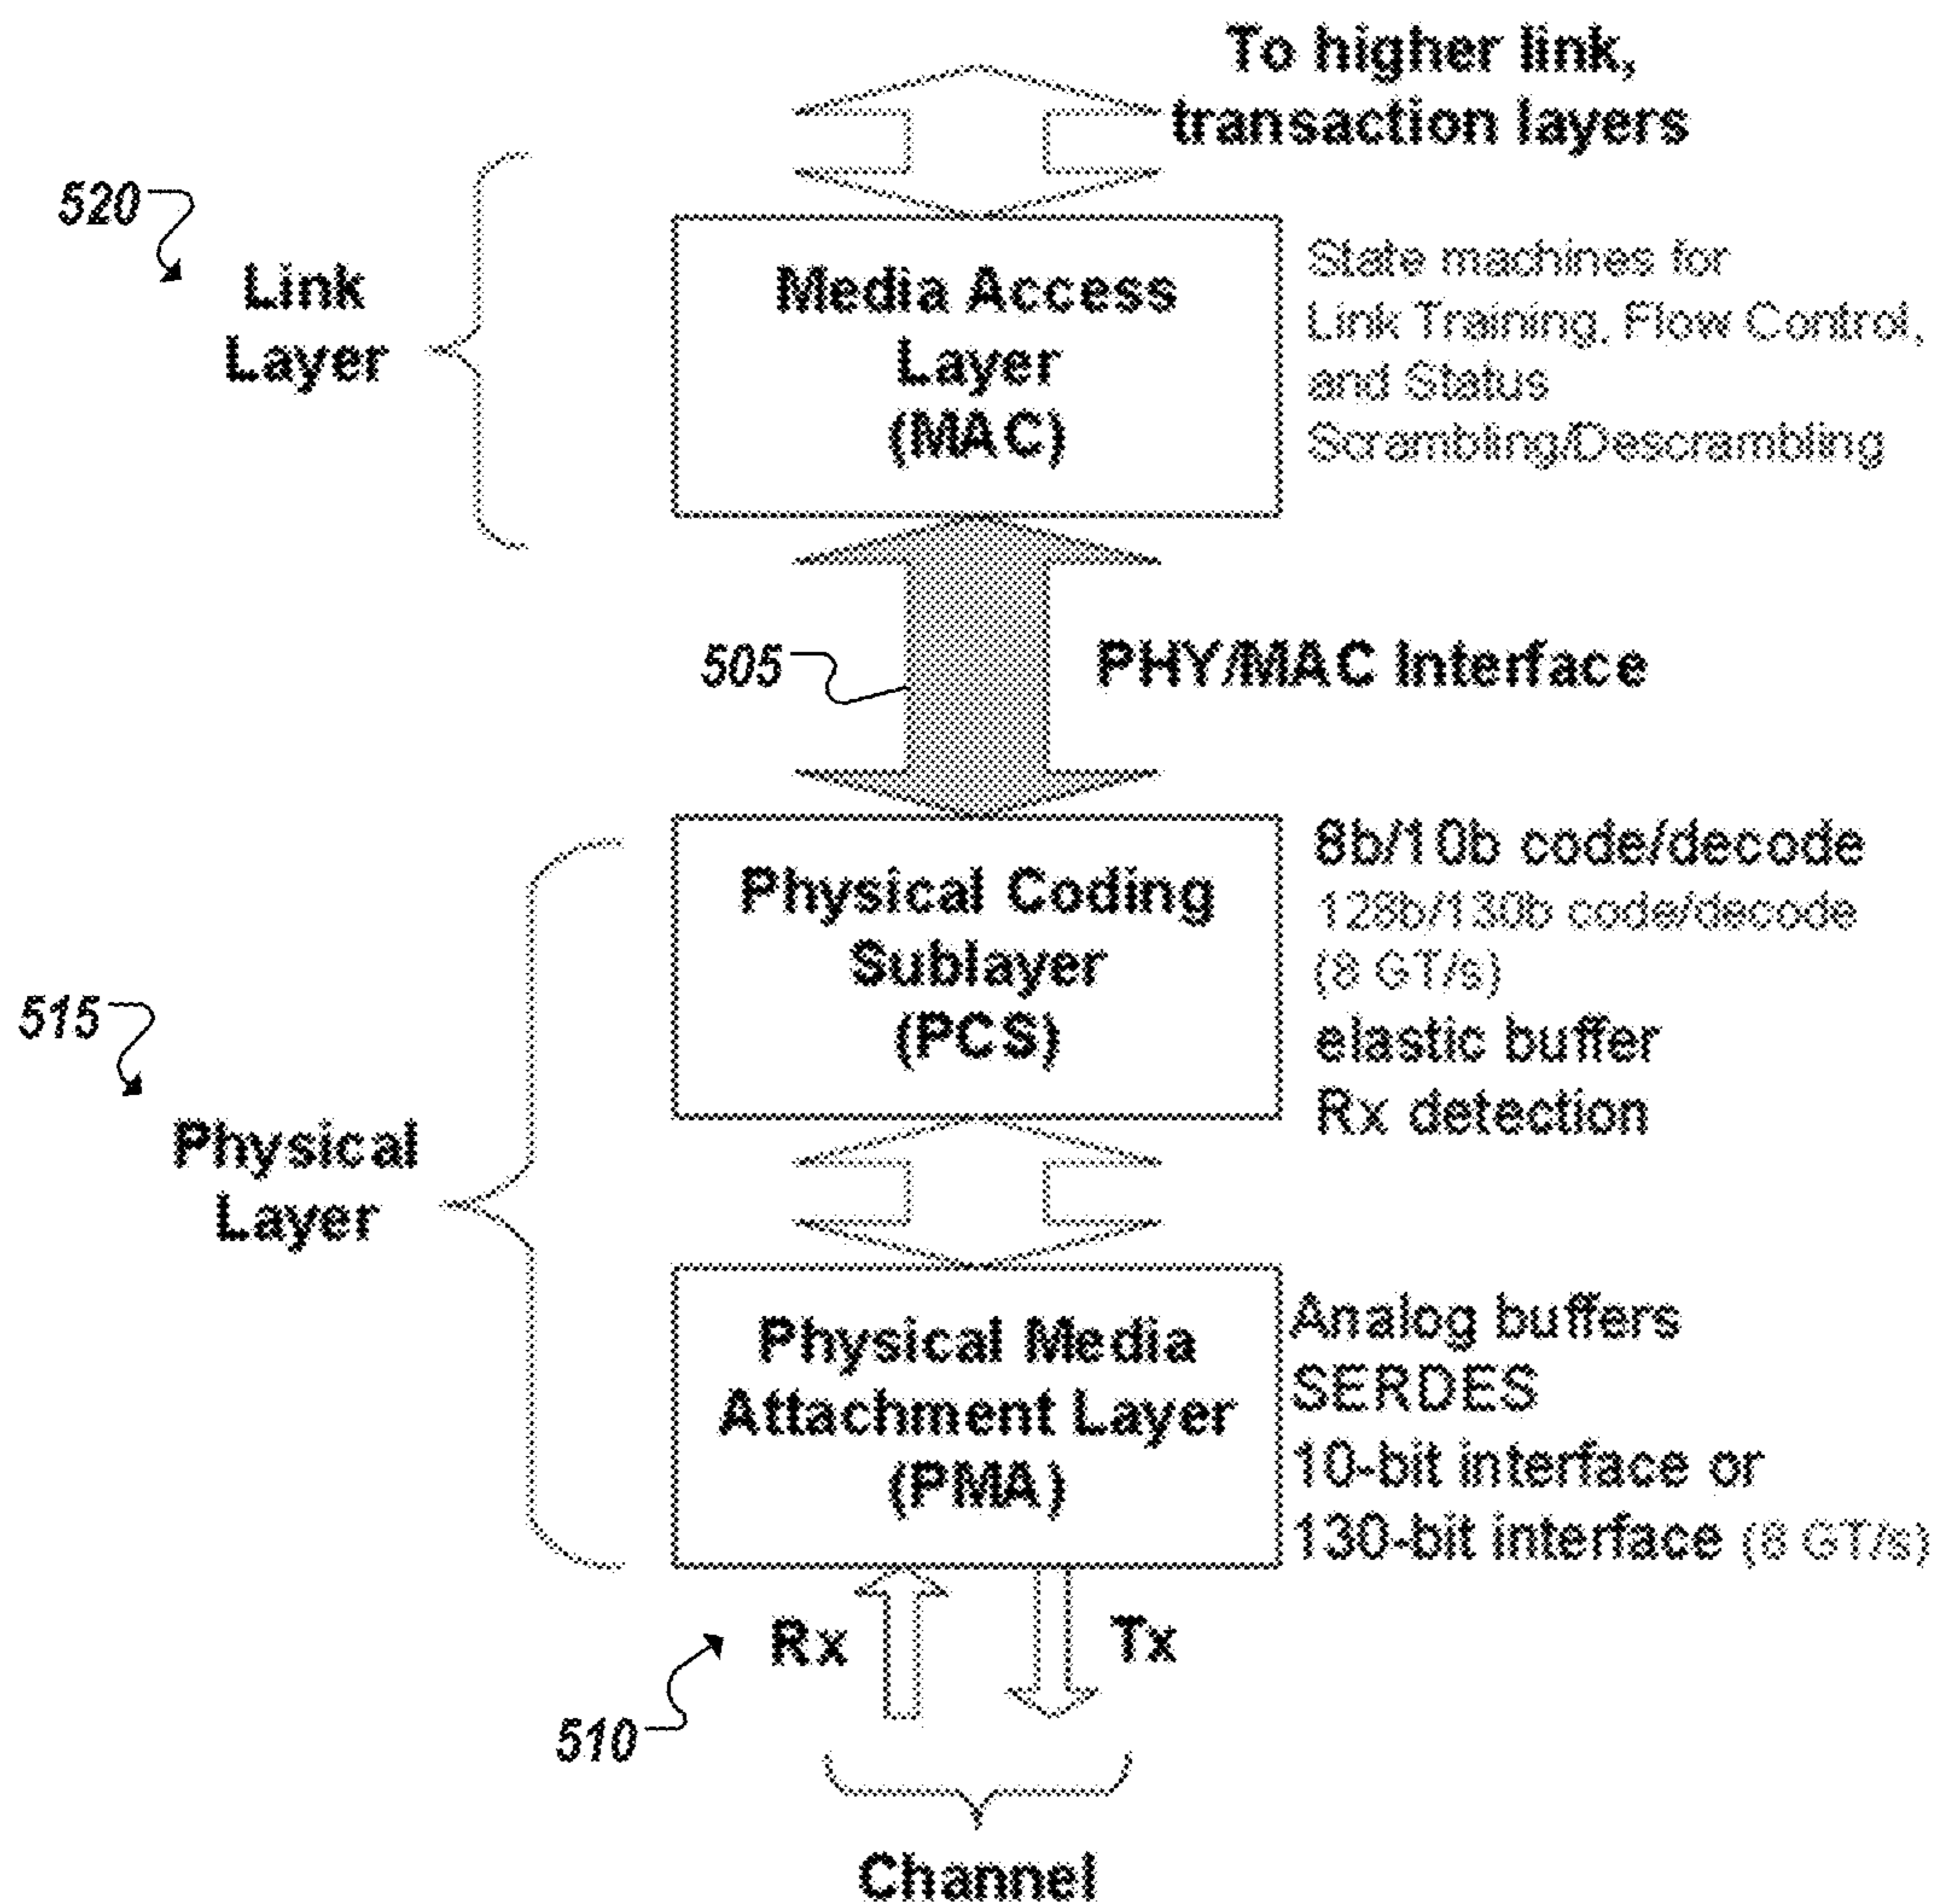 To higher link,
transaction layers
520
Link
Layer
Media Access
Layer
(MAC)
State machines for
Link Training, Flow Control,
and Status
Scrambling/Descrambling
505
PHY/MAC Interface
515
Physical
Layer
Physical Coding
Sublayer
(PCS)
8b/10b code/decode
128b/130b code/decode
(8 GT/s)
elastic buffer
Rx detection
Physical Media
Attachment Layer
(PMA)
Analog buffers
SERDES
10-bit interface or
130-bit interface (8 GT/s)
510
Rx
Tx
Channel